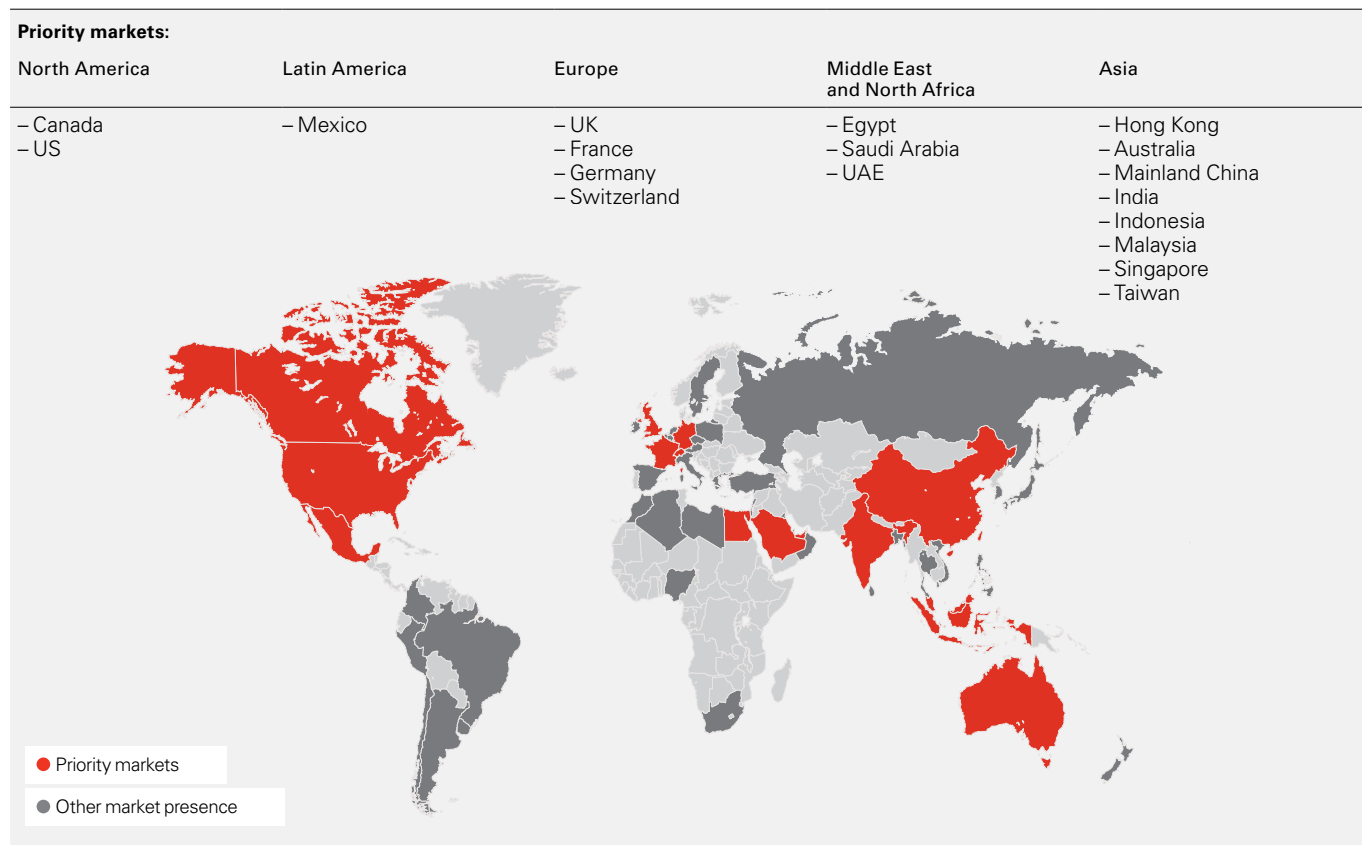 Priority markets:
North America
Latin America
Europe
Middle East
and North Africa
Asia
– Canada
– US
– Mexico
– UK
– France
– Germany
– Switzerland
– Egypt
– Saudi Arabia
– UAE
– Hong Kong
– Australia
– Mainland China
– India
– Indonesia
– Malaysia
– Singapore
– Taiwan
Priority markets
Other market presence